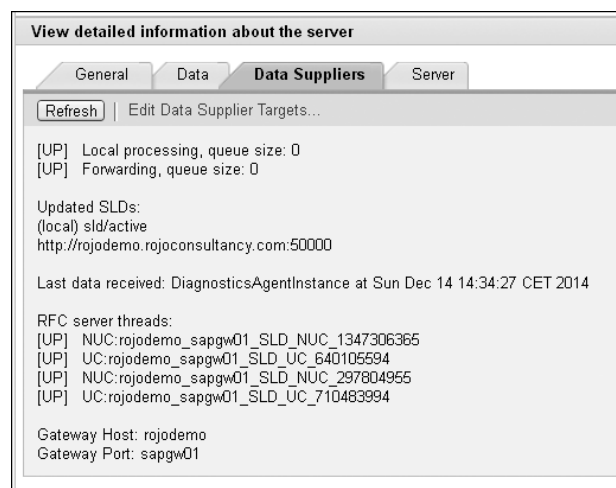 View detailed information about the server
General Data Data Suppliers Server
Refresh | Edit Data Supplier Targets...
[UP] Local processing, queue size: 0
[UP] Forwarding, queue size: 0
Updated SLDs:
(local) sld/active
http://rojodemo.rojoconsultancy.com:50000
Last data received: DiagnosticsAgentInstance at Sun Dec 14 14:34:27 CET 2014
RFC server threads:
[UP] NUC:rojodemo_sapgw01_SLD_NUC_1347306365
[UP] UC:rojodemo_sapgw01_SLD_UC_640105594
[UP] NUC:rojodemo_sapgw01_SLD_NUC_297804955
[UP] UC:rojodemo_sapgw01_SLD_UC_710483994
Gateway Host: rojodemo
Gateway Port: sapgw01